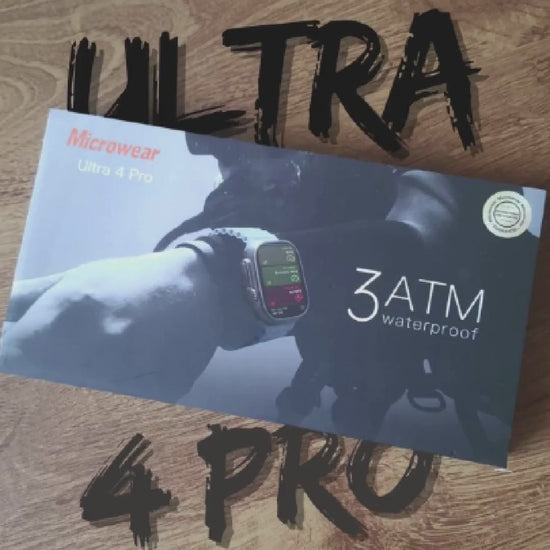 ULTRA
Microwear
Ultra 4 Pro
3ATM
waterproof
4 PRO